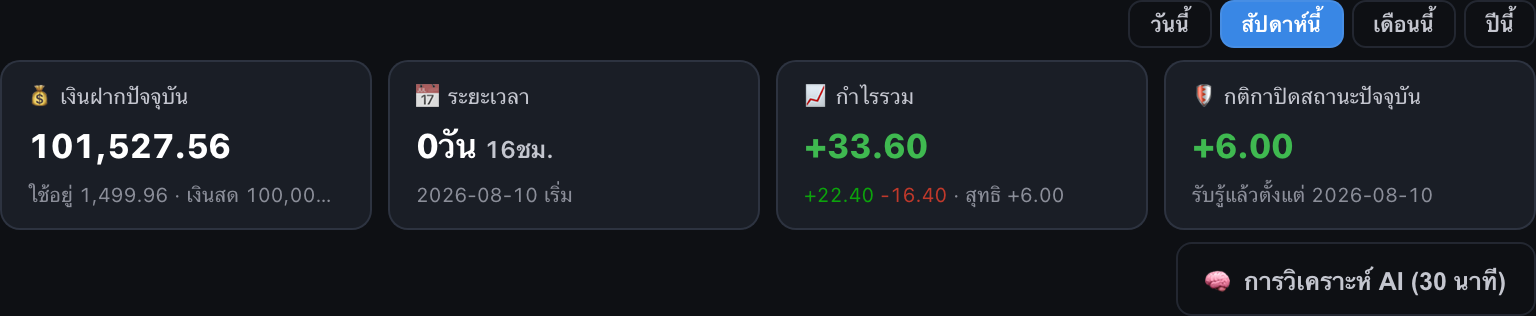 วันนี้ สัปดาห์นี้ เดือนนี้ ปีนี้
เงินฝากปัจจุบัน
101,527.56
ใช้อยู่ 1,499.96 · เงินสด 100,00...
17
ระยะเวลา
0วัน 16ชม.
2026-08-10 เริ่ม
กำไรรวม
+33.60
+22.40 -16.40 · สุทธิ +6.00
กติกาปิดสถานะปัจจุบัน
+6.00
รับรู้แล้วตั้งแต่ 2026-08-10
การวิเคราะห์ AI (30 นาที)